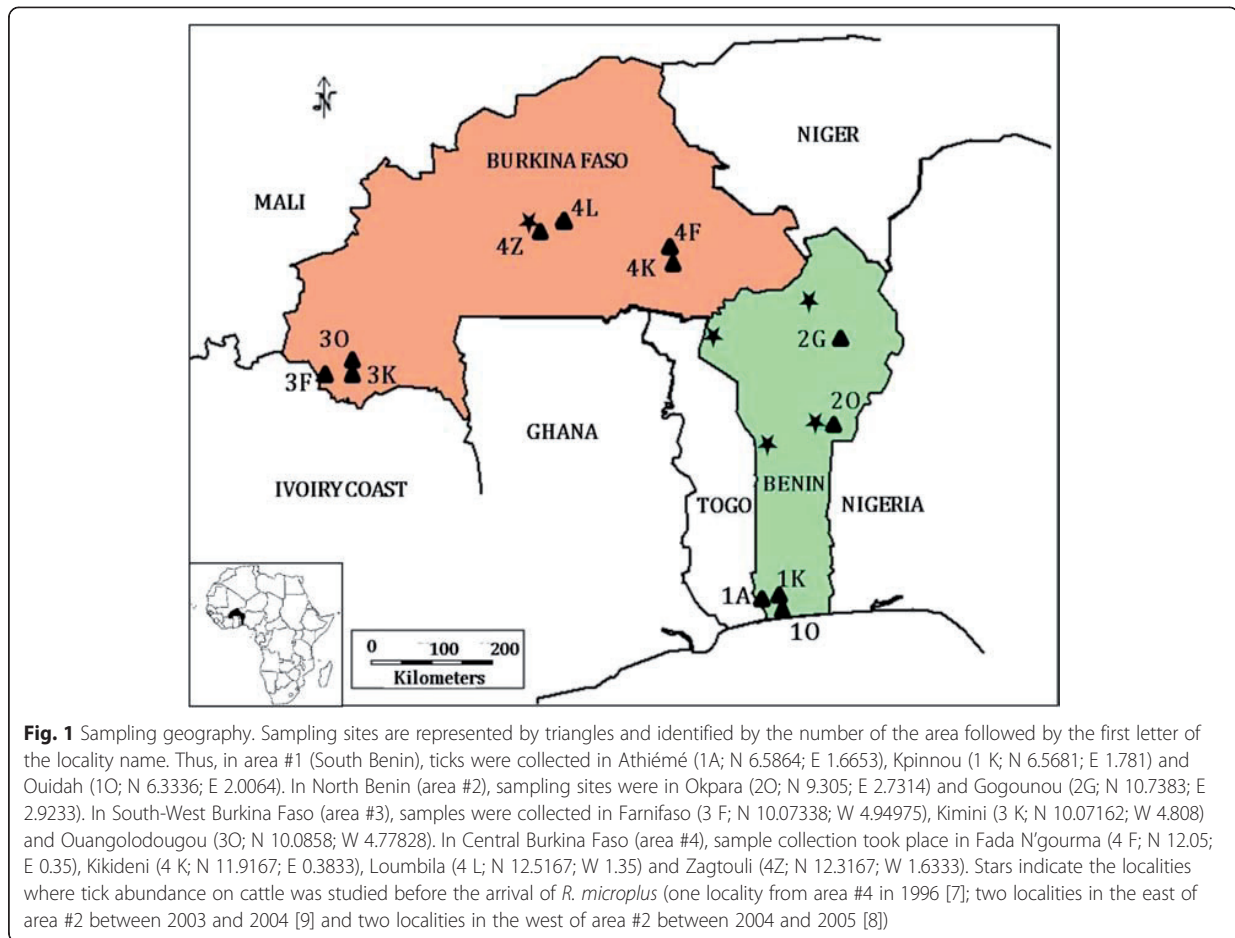 N
NIGER
BURKINA FASO
MALI
4L
4Z
4F
4K
2G
3O
3F
3K
2O
GHANA
IVOIRY COAST
BENIN
TOGO
NIGERIA
1K
1A
1O
0 100 200
Kilometers
Fig. 1 Sampling geography. Sampling sites are represented by triangles and identified by the number of the area followed by the first letter of
the locality name. Thus, in area #1 (South Benin), ticks were collected in Athiémé (1A; N 6.5864; E 1.6653), Kpinnou (1 K; N 6.5681; E 1.781) and
Ouidah (1O; N 6.3336; E 2.0064). In North Benin (area #2), sampling sites were in Okpara (2O; N 9.305; E 2.7314) and Gogounou (2G; N 10.7383; E
2.9233). In South-West Burkina Faso (area #3), samples were collected in Farnifaso (3 F; N 10.07338; W 4.94975), Kimini (3 K; N 10.07162; W 4.808)
and Ouangolodougou (3O; N 10.0858; W 4.77828). In Central Burkina Faso (area #4), sample collection took place in Fada N'gourma (4 F; N 12.05;
E 0.35), Kikideni (4 K; N 11.9167; E 0.3833), Loumbila (4 L; N 12.5167; W 1.35) and Zagtouli (4Z; N 12.3167; W 1.6333). Stars indicate the localities
where tick abundance on cattle was studied before the arrival of R. microplus (one locality from area #4 in 1996 [7]; two localities in the east of
area #2 between 2003 and 2004 [9] and two localities in the west of area #2 between 2004 and 2005 [8])